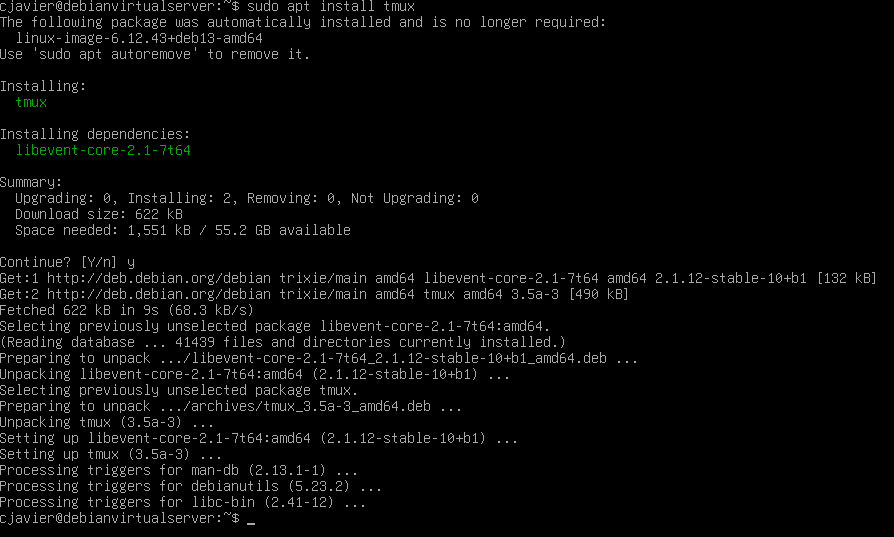 cjavier@debianvirtualserver:~$ sudo apt install tmux
The following package was automatically installed and is no longer required:
  linux-image-6.12.43+deb13-amd64
Use 'sudo apt autoremove' to remove it.

Installing:
  tmux

Installing dependencies:
  libevent-core-2.1-7t64

Summary:
  Upgrading: 0, Installing: 2, Removing: 0, Not Upgrading: 0
  Download size: 622 kB
  Space needed: 1,551 kB / 55.2 GB available

Continue? [Y/n] y
Get:1 http://deb.debian.org/debian trixie/main amd64 libevent-core-2.1-7t64 amd64 2.1.12-stable-10+b1 [132 kB]
Get:2 http://deb.debian.org/debian trixie/main amd64 tmux amd64 3.5a-3 [490 kB]
Fetched 622 kB in 9s (68.3 kB/s)
Selecting previously unselected package libevent-core-2.1-7t64:amd64.
(Reading database ... 41439 files and directories currently installed.)
Preparing to unpack .../libevent-core-2.1-7t64_2.1.12-stable-10+b1_amd64.deb ...
Unpacking libevent-core-2.1-7t64:amd64 (2.1.12-stable-10+b1) ...
Selecting previously unselected package tmux.
Preparing to unpack .../archives/tmux_3.5a-3_amd64.deb ...
Unpacking tmux (3.5a-3) ...
Setting up libevent-core-2.1-7t64:amd64 (2.1.12-stable-10+b1) ...
Setting up tmux (3.5a-3) ...
Processing triggers for man-db (2.13.1-1) ...
Processing triggers for debianutils (5.23.2) ...
Processing triggers for libc-bin (2.41-12) ...
cjavier@debianvirtualserver:~$ _